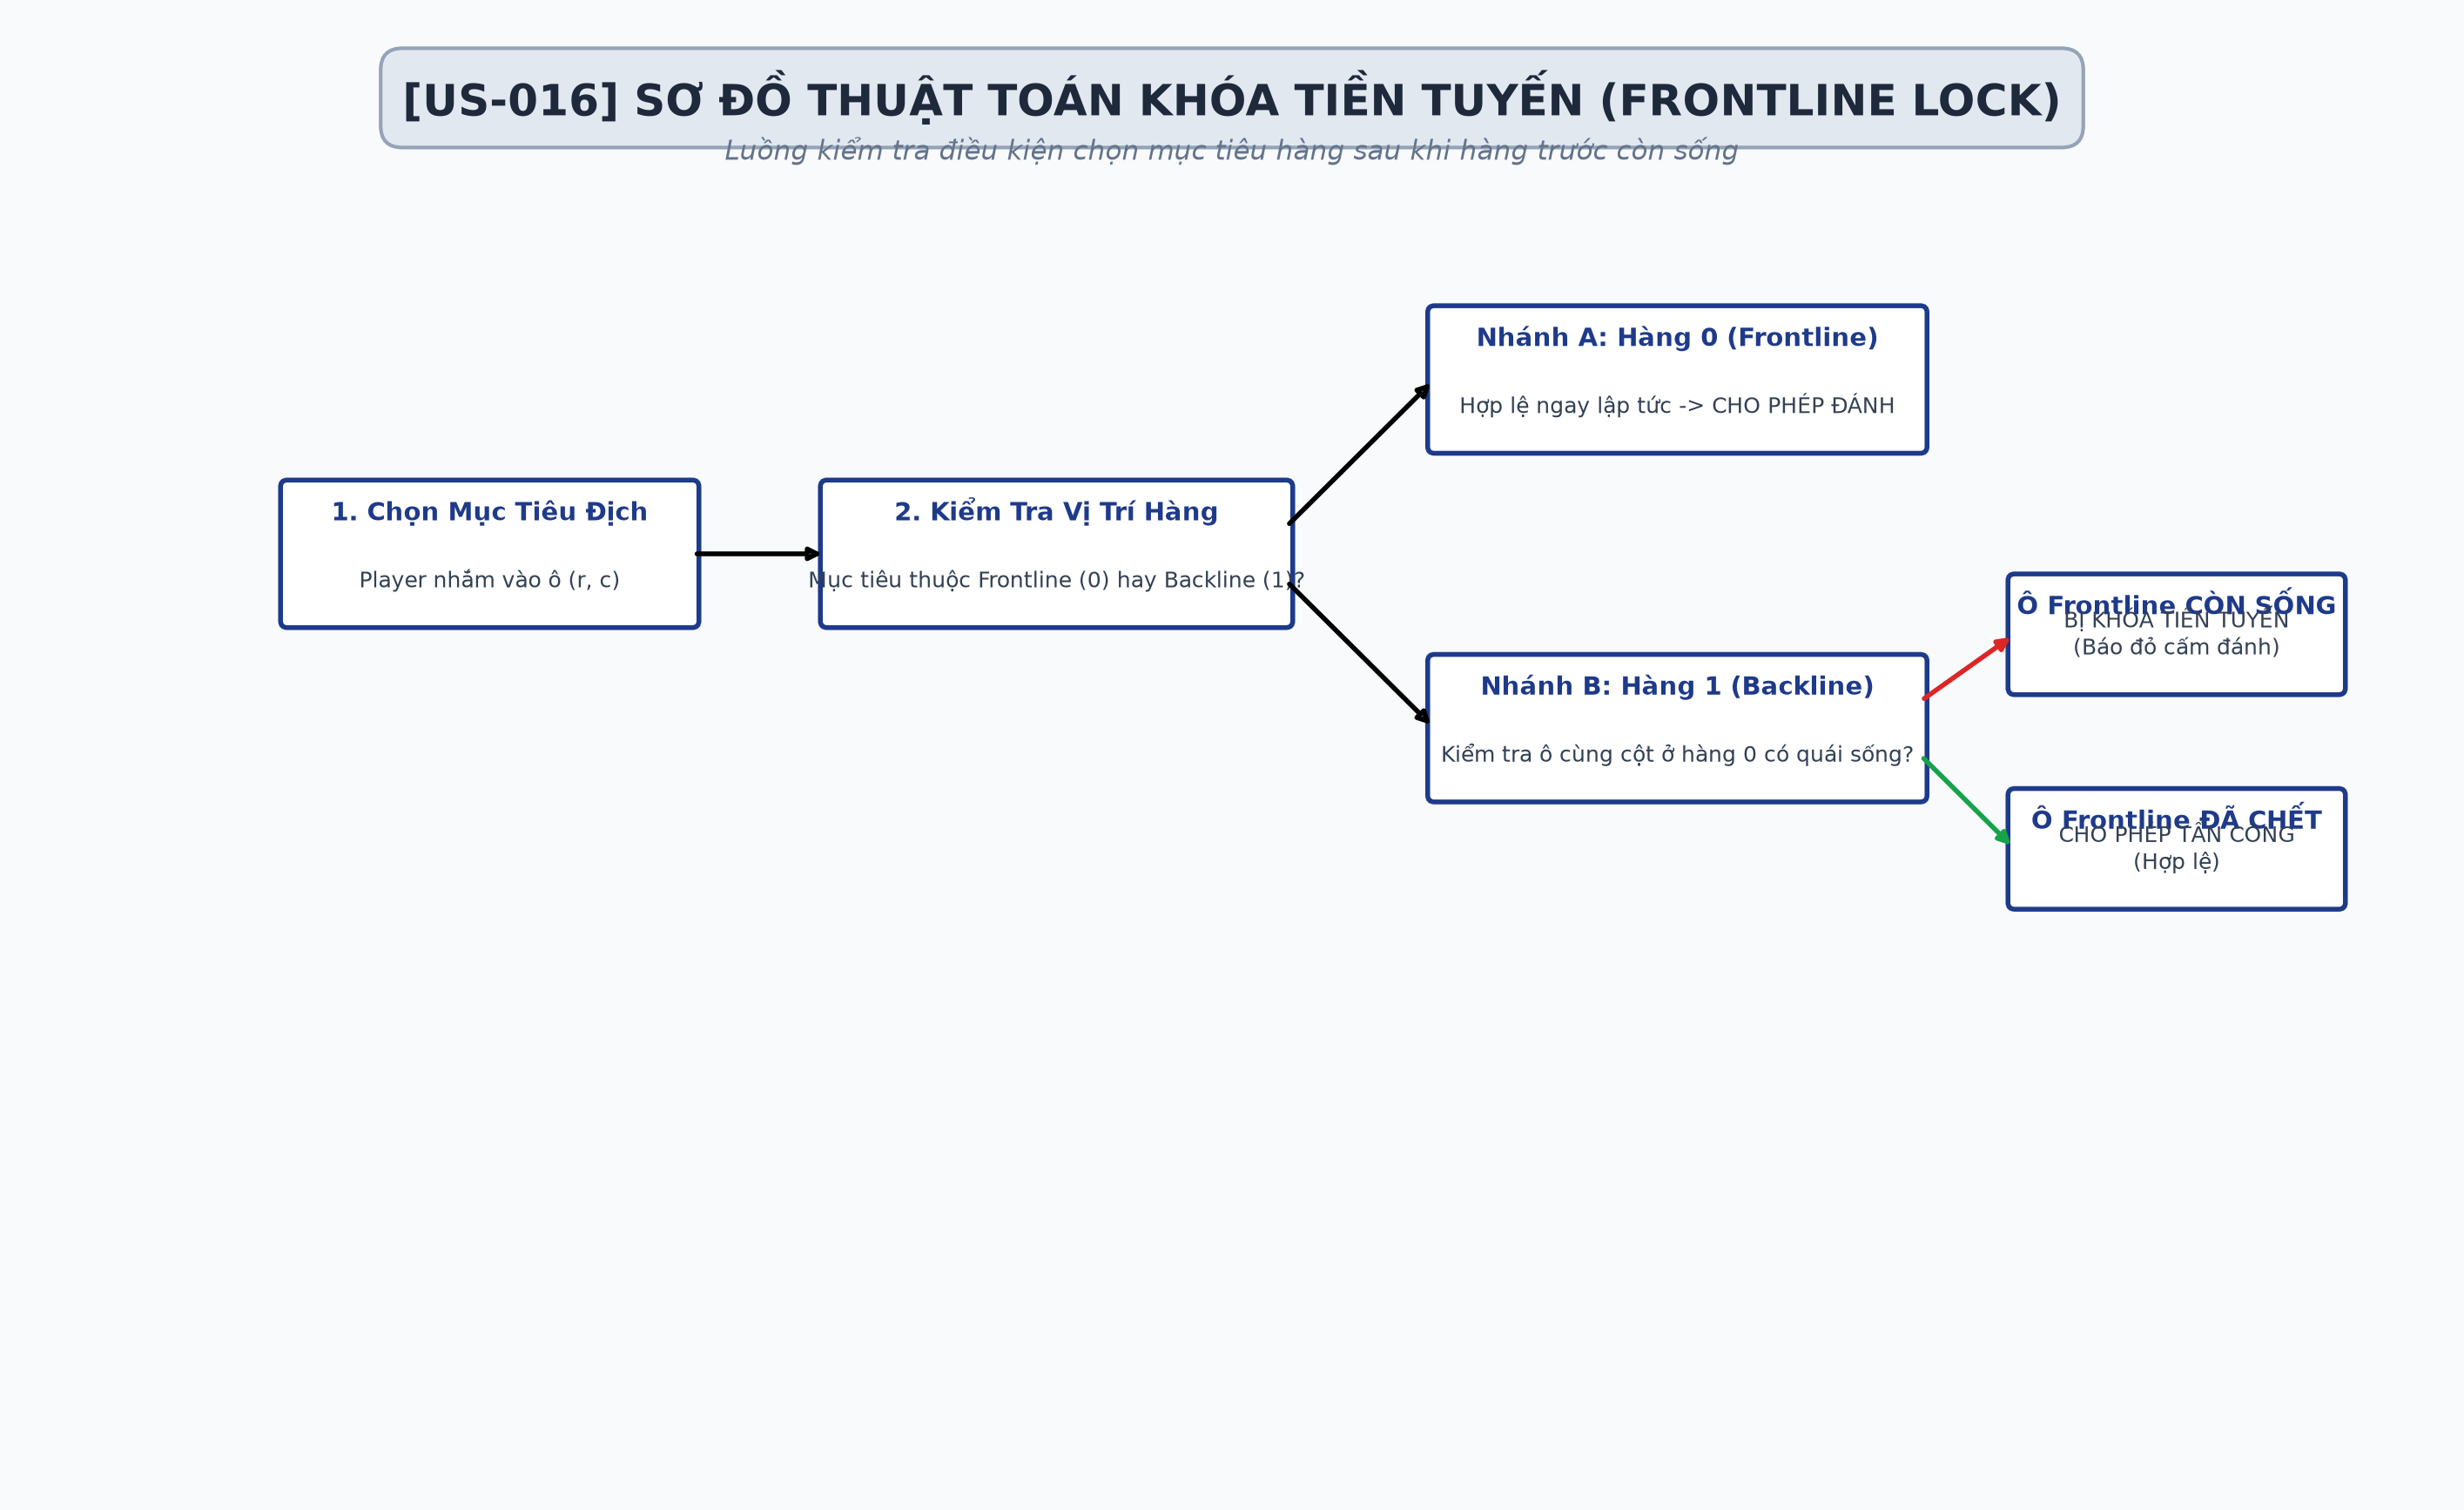 [US-016] SƠ ĐỒ THUẬT TOÁN KHÓA TIỀN TUYẾN (FRONTLINE LOCK)
Luồng kiểm tra điều kiện chọn mục tiêu hàng sau khi hàng trước còn sống
1. Chọn Mục Tiêu Địch
Player nhắm vào ô (r, c)
2. Kiểm Tra Vị Trí Hàng
Mục tiêu thuộc Frontline (0) hay Backline (1)?
Nhánh A: Hàng 0 (Frontline)
Hợp lệ ngay lập tức -> CHO PHÉP ĐÁNH
Nhánh B: Hàng 1 (Backline)
Kiểm tra ô cùng cột ở hàng 0 có quái sống?
Ô Frontline CÒN SỐNG
BỊ KHÓA TIỀN TUYẾN
(Báo đỏ cấm đánh)
Ô Frontline ĐÃ CHẾT
CHO PHÉP TẤN CÔNG
(Hợp lệ)